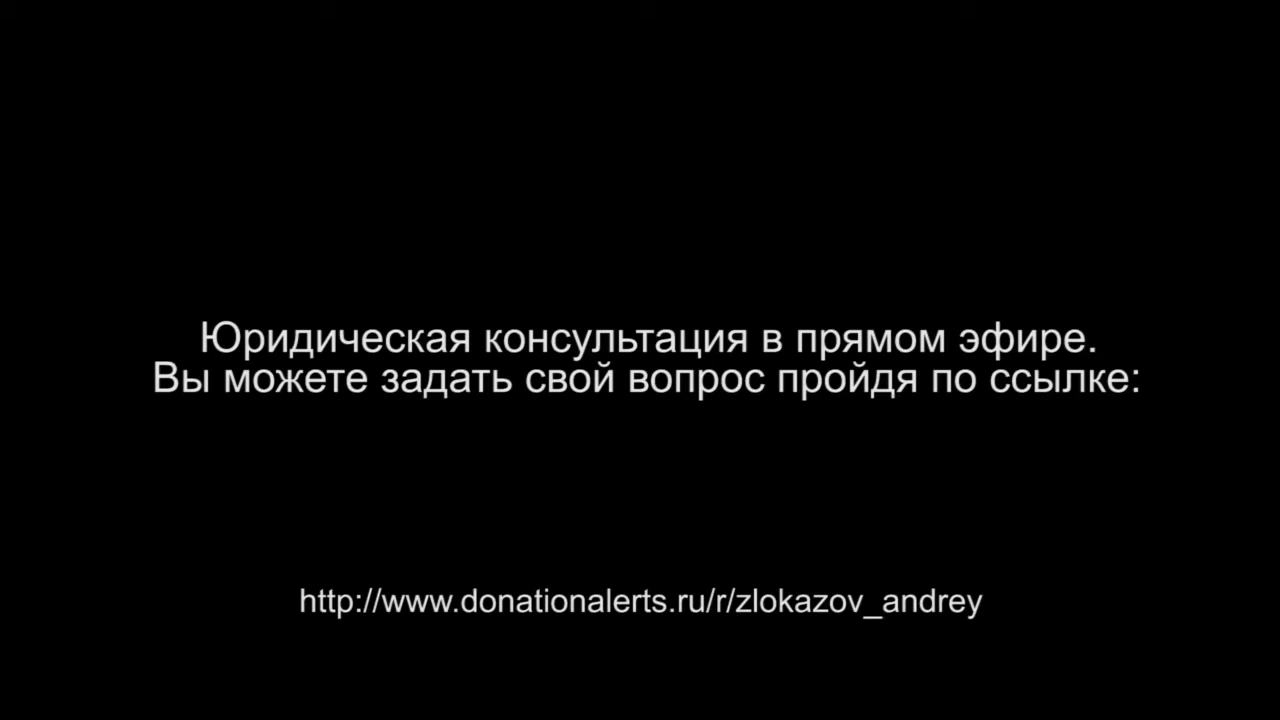 Юридическая консультация в прямом эфире.
Вы можете задать свой вопрос пройдя по ссылке:
http://www.donationalerts.ru/r/zlokazov_andrey